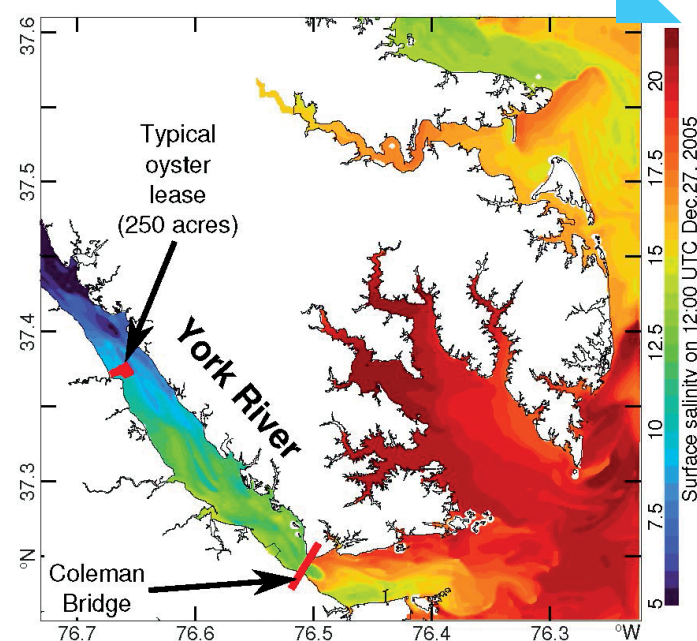 37.6
37.5
37.4
37.3
°N
76.7
76.6
76.5
76.4
76.3
°W
Typical
oyster
lease
(250 acres)
York River
Coleman
Bridge
20
17.5
15
12.5
10
7.5
5
Surface salinity on 12:00 UTC Dec.27, 2005